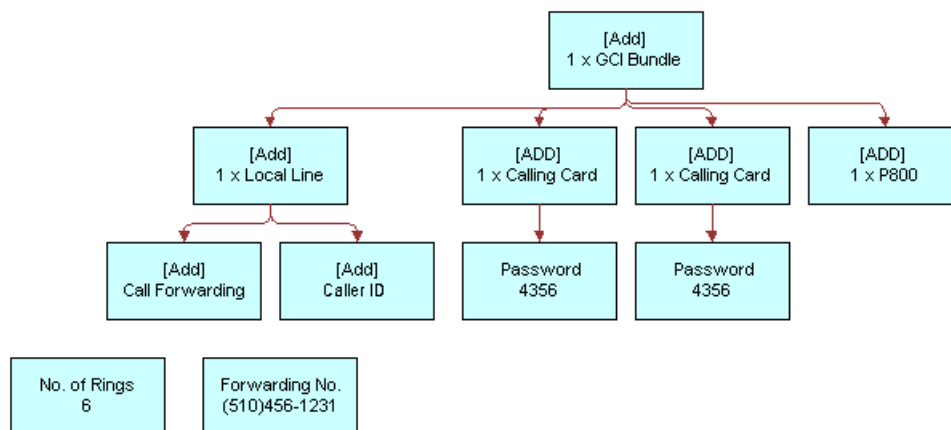 [Add]
1 x GCI Bundle
[Add]
1 x Local Line
[ADD]
1 x Calling Card
[ADD]
1 x Calling Card
[ADD]
1 x P800
[Add]
Call Forwarding
[Add]
Caller ID
Password
4356
Password
4356
No. of Rings
6
Forwarding No.
(510)456-1231